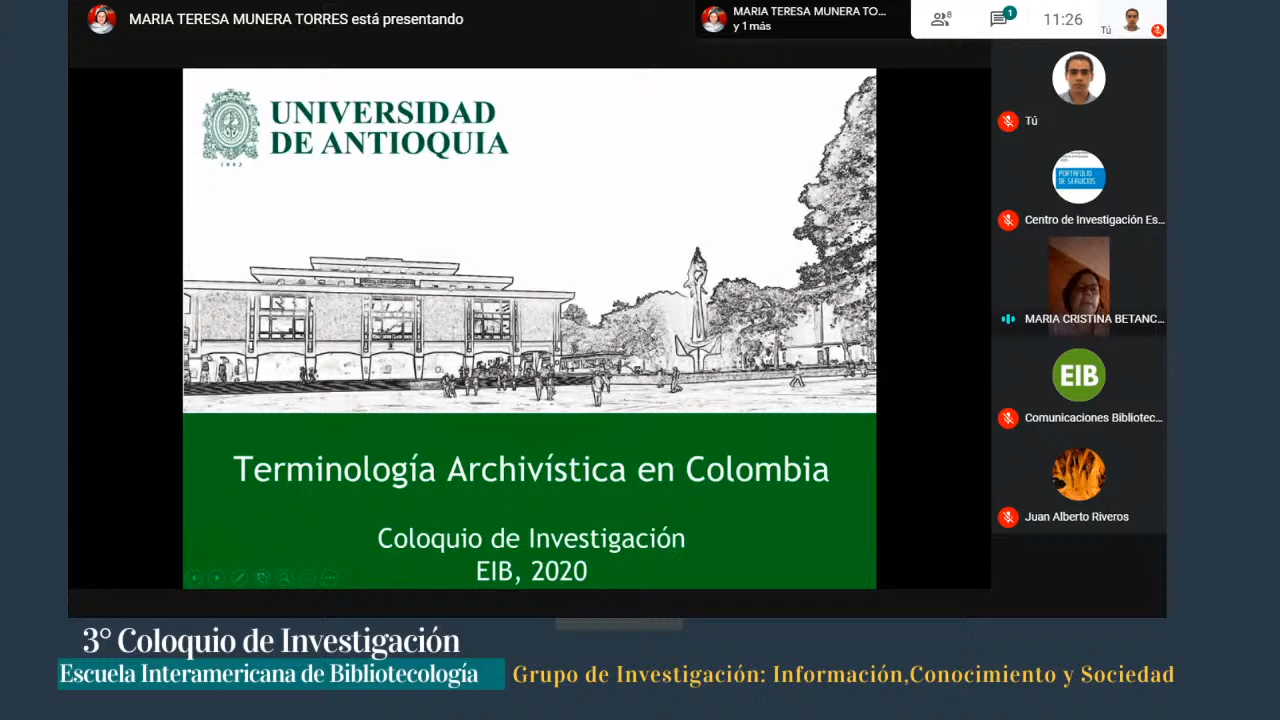 MARIA TERESA MUNERA TORRES está presentando
MARIA TERESA MUNERA TO...
y 1 más
8
1
11:26
Tú
UNIVERSIDAD
DE ANTIOQUIA
1803
Tú
PORTAFOLIO
DE SERVICIOS
Centro de Investigación Es...
MARIA CRISTINA BETANC...
EIB
Comunicaciones Bibliotec...
Juan Alberto Riveros
Terminología Archivística en Colombia
Coloquio de Investigación
EIB, 2020
3° Coloquio de Investigación
Escuela Interamericana de Bibliotecología
Grupo de Investigación: Información,Conocimiento y Sociedad